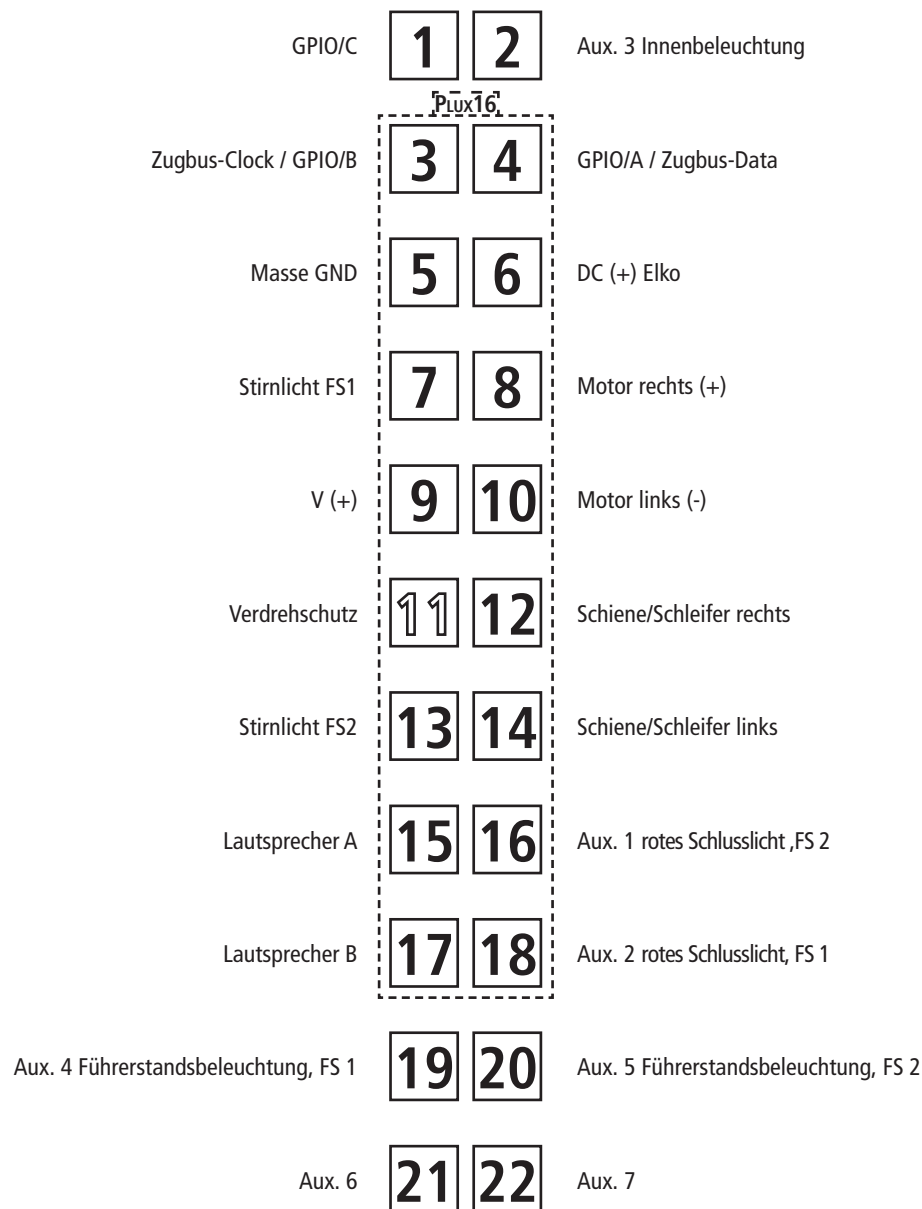 GPIO/C 1 2 Aux. 3 Innenbeleuchtung
PLUX16
Zugbus-Clock / GPIO/B 3 4 GPIO/A / Zugbus-Data
Masse GND 5 6 DC (+) Elko
Stirnlicht FS1 7 8 Motor rechts (+)
V (+) 9 10 Motor links (-)
Verdrehschutz 11 12 Schiene/Schleifer rechts
Stirnlicht FS2 13 14 Schiene/Schleifer links
Lautsprecher A 15 16 Aux. 1 rotes Schlusslicht ,FS 2
Lautsprecher B 17 18 Aux. 2 rotes Schlusslicht, FS 1
Aux. 4 Führerstandsbeleuchtung, FS 1 19 20 Aux. 5 Führerstandsbeleuchtung, FS 2
Aux. 6 21 22 Aux. 7